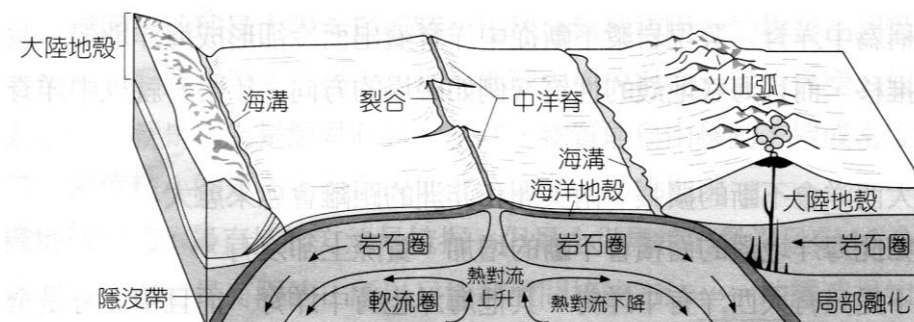 大陸地殼
海溝
裂谷
中洋脊
火山弧
海溝
海洋地殼
大陸地殼
岩石圈
岩石圈
岩石圈
隱沒帶
軟流圈
熱對流
上升
熱對流下降
局部融化